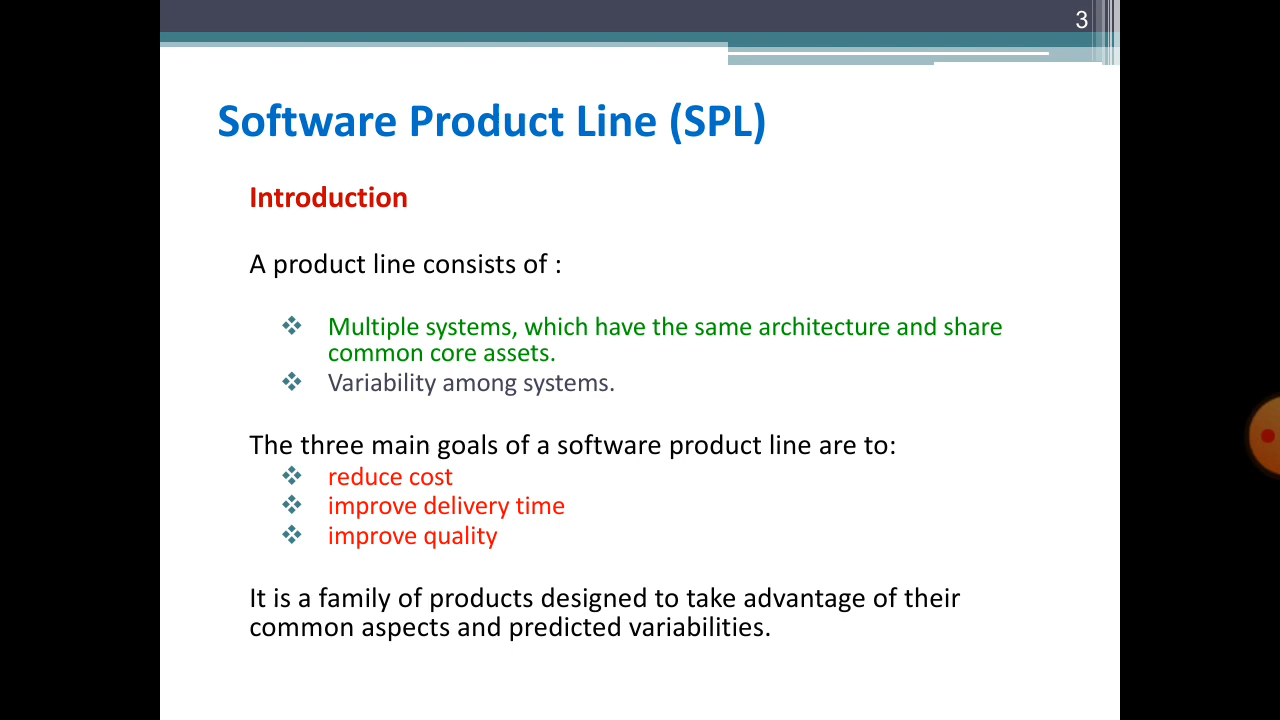 3
Software Product Line (SPL)
Introduction
A product line consists of :
❖ Multiple systems, which have the same architecture and share
common core assets.
❖ Variability among systems.
The three main goals of a software product line are to:
❖ reduce cost
❖ improve delivery time
❖ improve quality
It is a family of products designed to take advantage of their
common aspects and predicted variabilities.